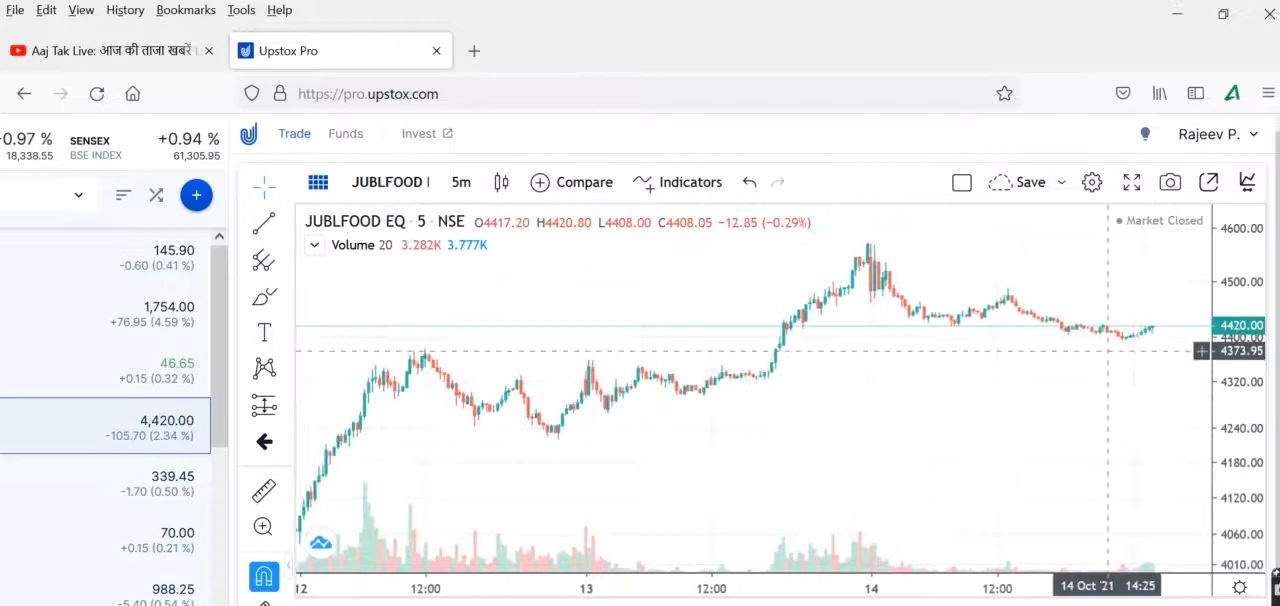 File Edit View History Bookmarks Tools Help
Aaj Tak Live: आज की ताजा खबरें
Upstox Pro
https://pro.upstox.com
-0.97 % SENSEX +0.94 %
18,338.55 BSE INDEX 61,305.95
Trade Funds Invest Rajeev P.
JUBLFOOD 5m Compare Indicators Save
JUBLFOOD EQ · 5 · NSE O4417.20 H4420.80 L4408.00 C4408.05 −12.85 (−0.29%)
Market Closed
Volume 20 3.282K 3.777K
145.90
-0.60 (0.41 %)
1,754.00
+76.95 (4.59 %)
46.65
+0.15 (0.32 %)
4,420.00
-105.70 (2.34 %)
339.45
-1.70 (0.50 %)
70.00
+0.15 (0.21 %)
988.25
-5.40 (0.54 %)
4600.00
4500.00
4420.00
4400.00
4373.95
4320.00
4240.00
4180.00
4120.00
4060.00
4010.00
12 12:00 13 12:00 14 12:00 14 Oct '21 14:25